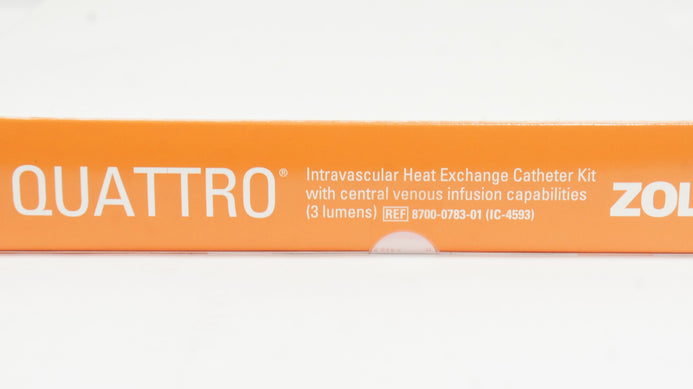 QUATTRO®
Intravascular Heat Exchange Catheter Kit
with central venous infusion capabilities
(3 lumens) REF 8700-0783-01 (IC-4593)
ZOL